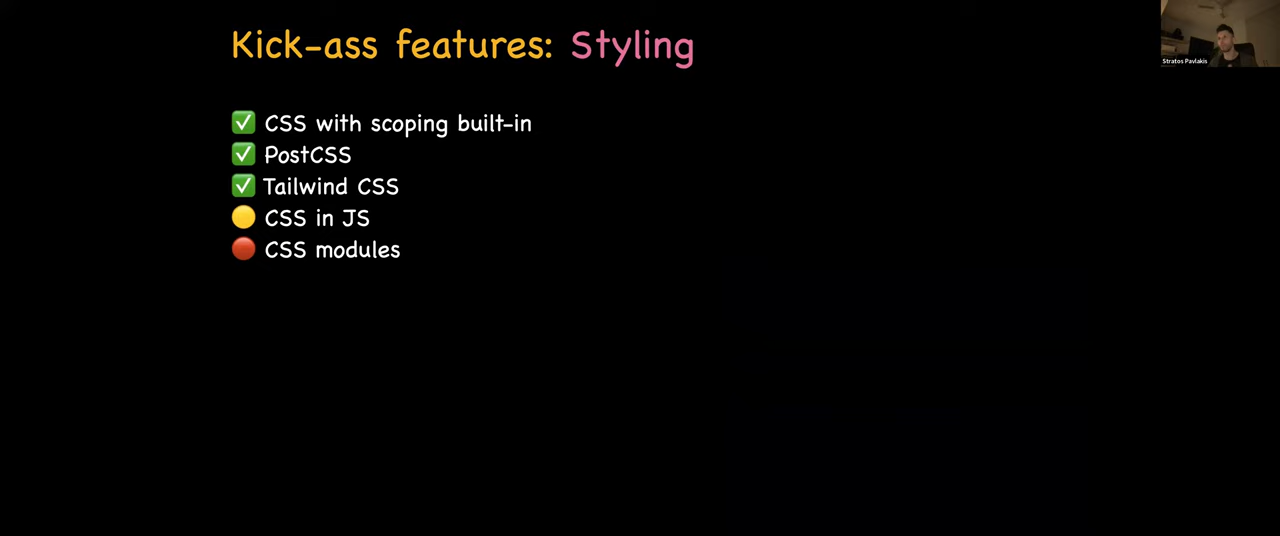 Kick-ass features: Styling
Stratos Pavlakis
✅ CSS with scoping built-in
✅ PostCSS
✅ Tailwind CSS
🟡 CSS in JS
🔴 CSS modules